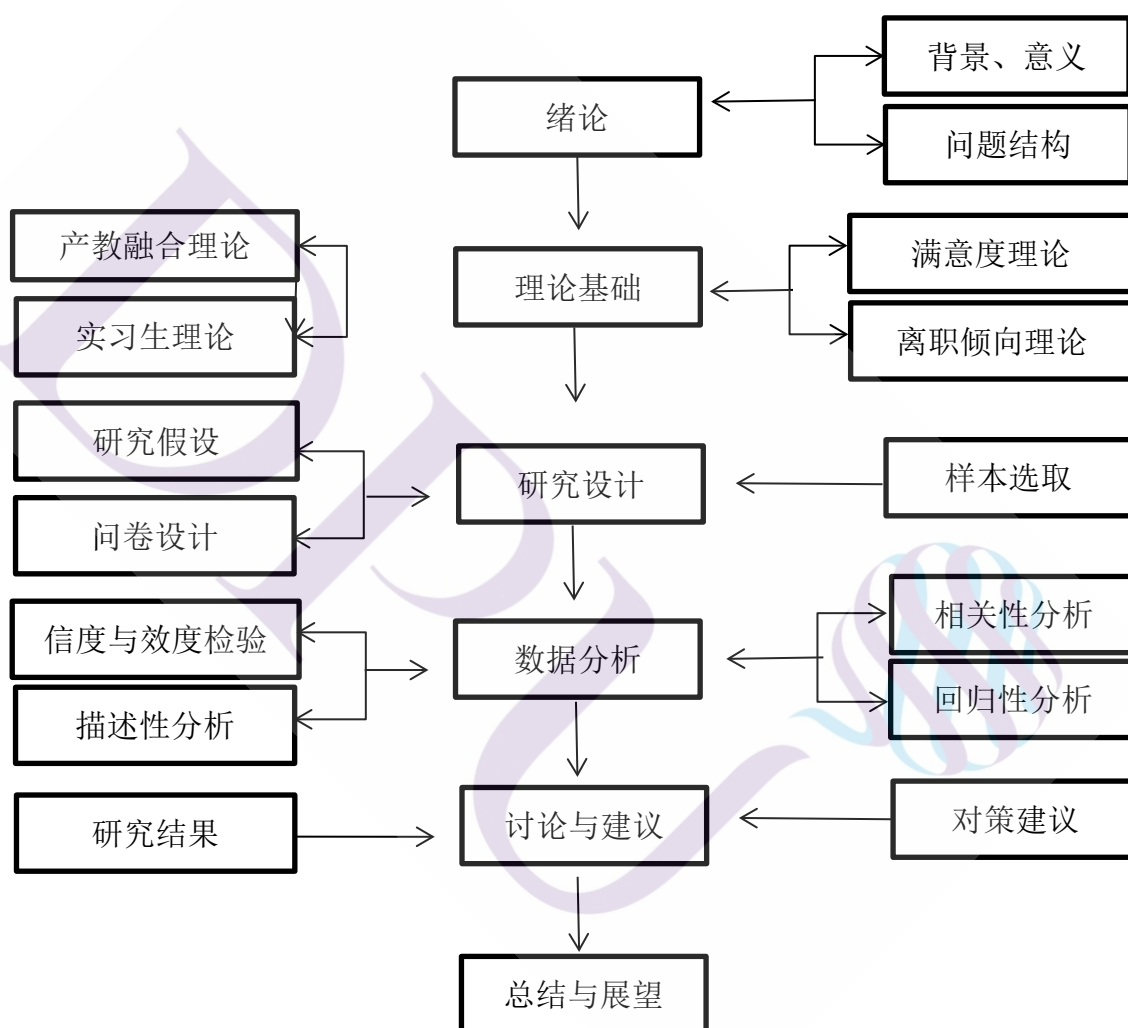 背景、意义
绪论
问题结构
产教融合理论
满意度理论
理论基础
实习生理论
离职倾向理论
研究假设
研究设计
样本选取
问卷设计
信度与效度检验
相关性分析
数据分析
描述性分析
回归性分析
研究结果
讨论与建议
对策建议
总结与展望
DPU